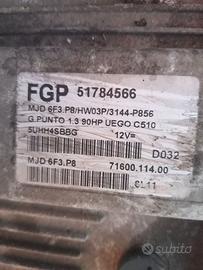 FGP 51784566
MJD 6F3.P8/HW03P/3144-P856
G.PUNTO 1.3 90HP UEGO C510
5UHH4SBBG 12V=
D032
MJD 6F3.P8 71600.114.00
subito